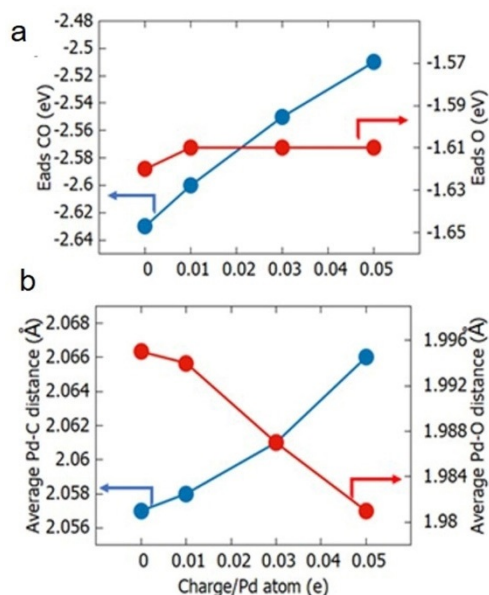 a
Eads CO (eV)
-2.48
-2.5
-2.52
-2.54
-2.56
-2.58
-2.6
-2.62
-2.64
-1.57
-1.59
-1.61
-1.63
-1.65
Eads O (eV)
0 0.01 0.02 0.03 0.04 0.05
b
Average Pd-C distance (Å)
2.068
2.066
2.064
2.062
2.06
2.058
2.056
1.996
1.992
1.988
1.984
1.98
Average Pd-O distance (Å)
0 0.01 0.02 0.03 0.04 0.05
Charge/Pd atom (e)